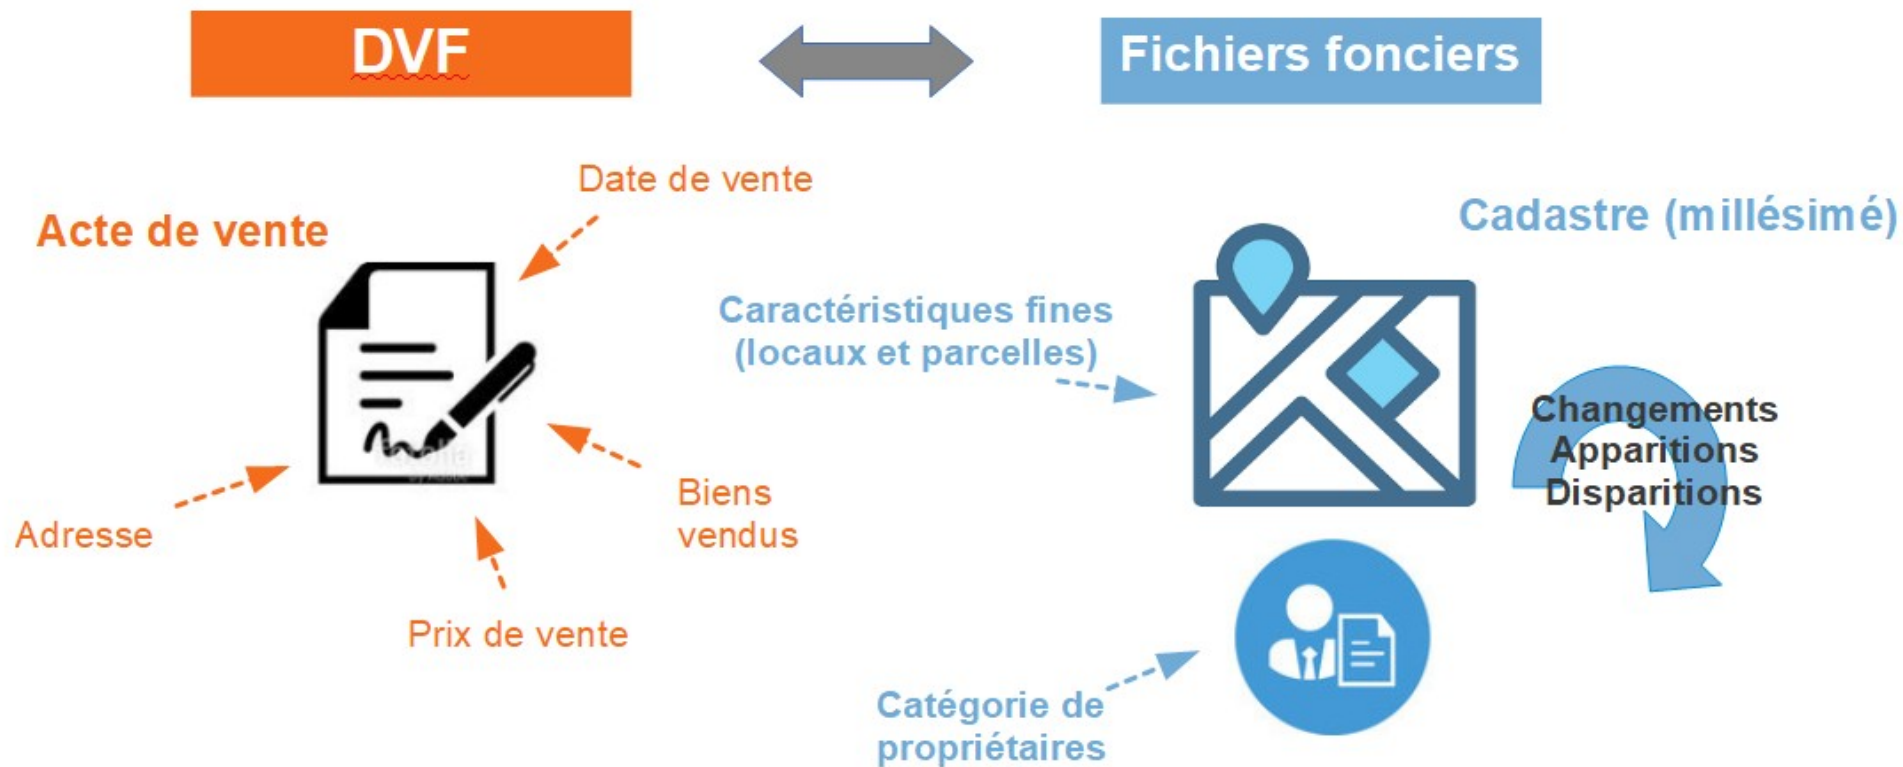 DVF
Fichiers fonciers
Acte de vente
Date de vente
Adresse
Prix de vente
Biens
vendus
Cadastre (millésimé)
Caractéristiques fines
(locaux et parcelles)
Changements
Apparitions
Disparitions
Catégorie de
propriétaires